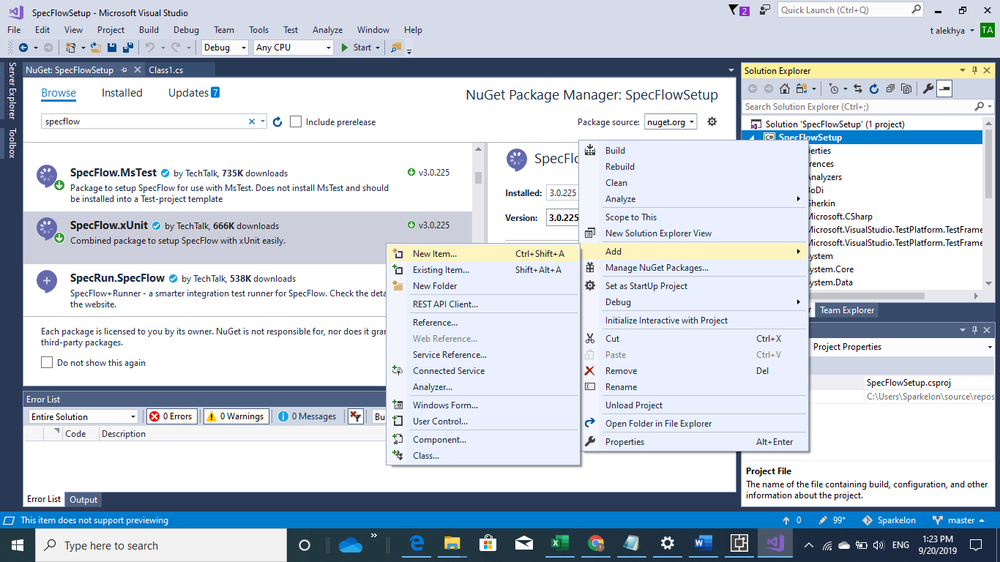 SpecFlowSetup - Microsoft Visual Studio
2
Quick Launch (Ctrl+Q)
File Edit View Project Build Debug Team Tools Test Analyze Window Help
t alekhya
TA
Debug Any CPU Start
Server Explorer
Toolbox
NuGet: SpecFlowSetup
Class1.cs
Browse Installed Updates 7
NuGet Package Manager: SpecFlowSetup
specflow
Include prerelease
Package source: nuget.org
SpecFlow.MsTest by TechTalk, 735K downloads
v3.0.225
Package to setup SpecFlow for use with MsTest. Does not install MsTest and should
be installed into a Test-project template
SpecFlow.xUnit by TechTalk, 666K downloads
v3.0.225
Combined package to setup SpecFlow with xUnit easily.
SpecRun.SpecFlow by TechTalk, 538K downloads
SpecFlow+Runner - a smarter integration test runner for SpecFlow. Check the deta
the website.
Each package is licensed to you by its owner. NuGet is not responsible for, nor does it gran
third-party packages.
Do not show this again
SpecFl
Installed: 3.0.225
Version: 3.0.225
Build
Rebuild
Clean
Analyze
Scope to This
New Solution Explorer View
Add
Manage NuGet Packages...
Set as StartUp Project
Debug
Initialize Interactive with Project
Cut Ctrl+X
Paste Ctrl+V
Remove Del
Rename
Unload Project
Open Folder in File Explorer
Properties Alt+Enter
New Item... Ctrl+Shift+A
Existing Item... Shift+Alt+A
New Folder
REST API Client...
Reference...
Web Reference...
Service Reference...
Connected Service
Analyzer...
Windows Form...
User Control...
Component...
Class...
Solution Explorer
Search Solution Explorer (Ctrl+;)
Solution 'SpecFlowSetup' (1 project)
C# SpecFlowSetup
erties
rences
Analyzers
BoDi
Gherkin
Microsoft.CSharp
Microsoft.VisualStudio.TestPlatform.TestFrame
Microsoft.VisualStudio.TestPlatform.TestFrame
ystem
ystem.Core
ystem.Data
r
Team Explorer
Project Properties
SpecFlowSetup.csproj
C:\Users\Sparkelon\source\repos
Project File
The name of the file containing build, configuration, and other
information about the project.
Error List
Entire Solution 0 Errors 0 Warnings 0 Messages Bu
Code Description
Error List Output
This item does not support previewing
0 99* Sparkelon master
Type here to search
ENG
1:23 PM
9/20/2019